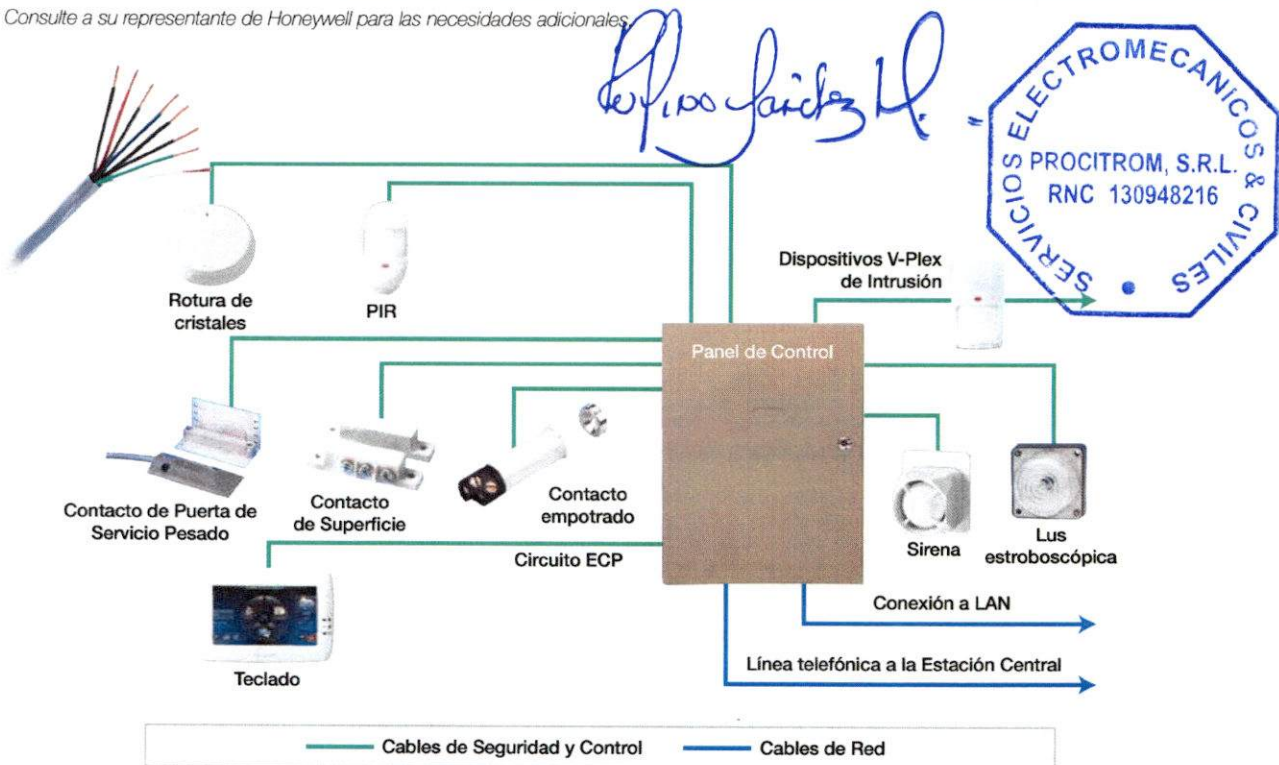 Consulte a su representante de Honeywell para las necesidades adicionales.
Sánchez M.
SERVICIOS ELECTROMECANICOS & CIVILES
PROCITROM, S.R.L.
RNC 130948216
Rotura de
cristales
PIR
Dispositivos V-Plex
de Intrusión
Panel de Control
Contacto de Puerta de
Servicio Pesado
Contacto
de Superficie
Contacto
empotrado
Sirena
Lus
estroboscópica
Circuito ECP
Teclado
Conexión a LAN
Línea telefónica a la Estación Central
Cables de Seguridad y Control
Cables de Red